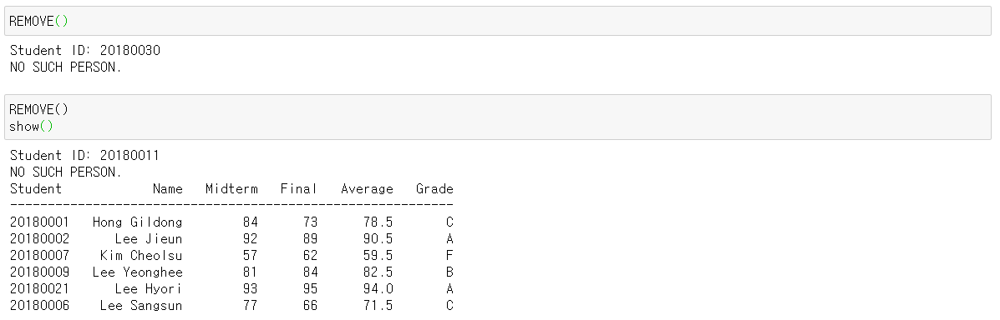 REMOVE()
Student ID: 20180030
NO SUCH PERSON.
REMOVE()
show()
Student ID: 20180011
NO SUCH PERSON.
Student            Name   Midterm   Final   Average   Grade
-----------------------------------------------------------
20180001   Hong Gildong        84      73      78.5       C
20180002      Lee Jieun        92      89      90.5       A
20180007    Kim Cheolsu        57      62      59.5       F
20180009   Lee Yeonghee        81      84      82.5       B
20180021      Lee Hyori        93      95      94.0       A
20180006    Lee Sangsun        77      66      71.5       C